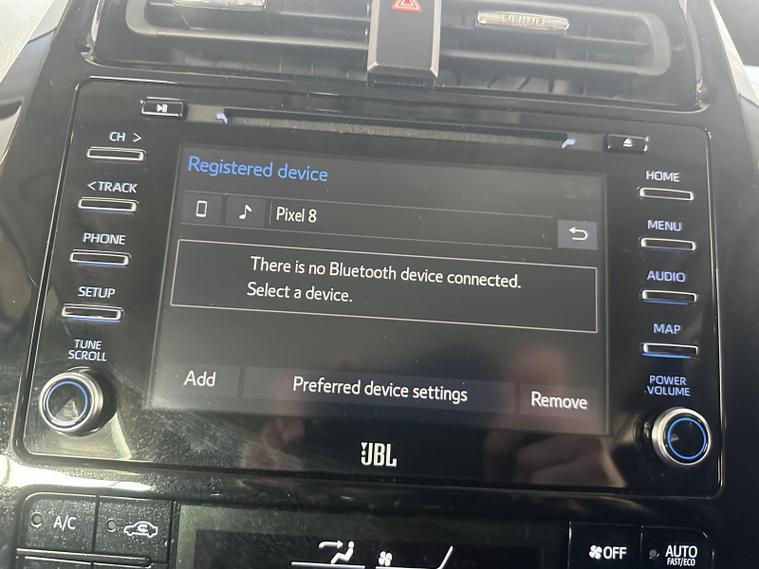 CH >
< TRACK
PHONE
SETUP
TUNE
SCROLL
Registered device
Pixel 8
There is no Bluetooth device connected.
Select a device.
Add
Preferred device settings
Remove
HOME
MENU
AUDIO
MAP
POWER
VOLUME
JBL
A/C
OFF
AUTO
FAST/ECO